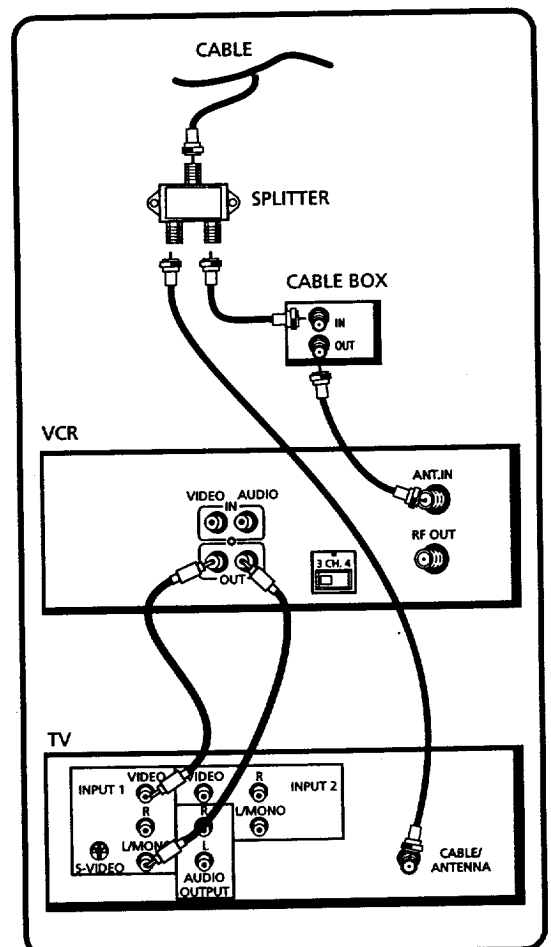 CABLE
SPLITTER
CABLE BOX
IN
OUT
VCR
ANT.IN
VIDEO AUDIO
IN
RF OUT
OUT
3 CH. 4
TV
VIDEO VIDEO R
INPUT 1 INPUT 2
R R L/MONO
L/MONO L
S-VIDEO
AUDIO
OUTPUT
CABLE/
ANTENNA